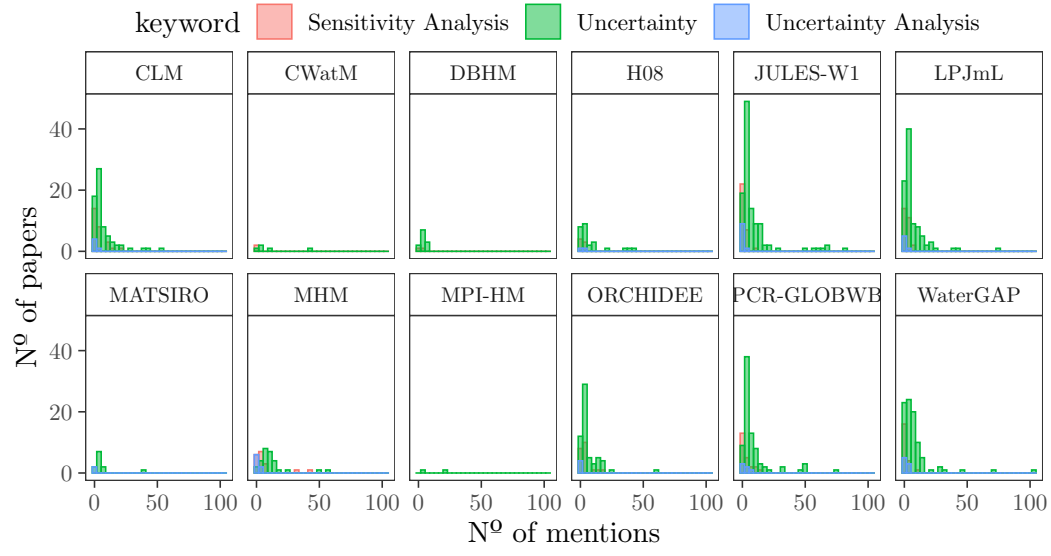 keyword Sensitivity Analysis Uncertainty Uncertainty Analysis
CLM CWatM DBHM H08 JULES-W1 LPJmL
40
20
0
MATSIRO MHM MPI-HM ORCHIDEE PCR-GLOBWB WaterGAP
40
20
0
0 50 100 0 50 100 0 50 100 0 50 100 0 50 100 0 50 100
Nº of mentions
Nº of papers